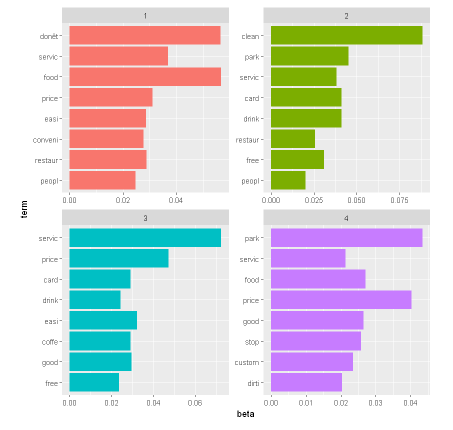 1
donét
servic
food
price
easi
conveni
restaur
peopl
0.00 0.02 0.04
2
clean
park
servic
card
drink
restaur
free
peopl
0.000 0.025 0.050 0.075
3
servic
price
card
drink
easi
coffe
good
free
0.00 0.02 0.04 0.06
4
park
servic
food
price
good
stop
custom
dirti
0.00 0.01 0.02 0.03 0.04
term
beta